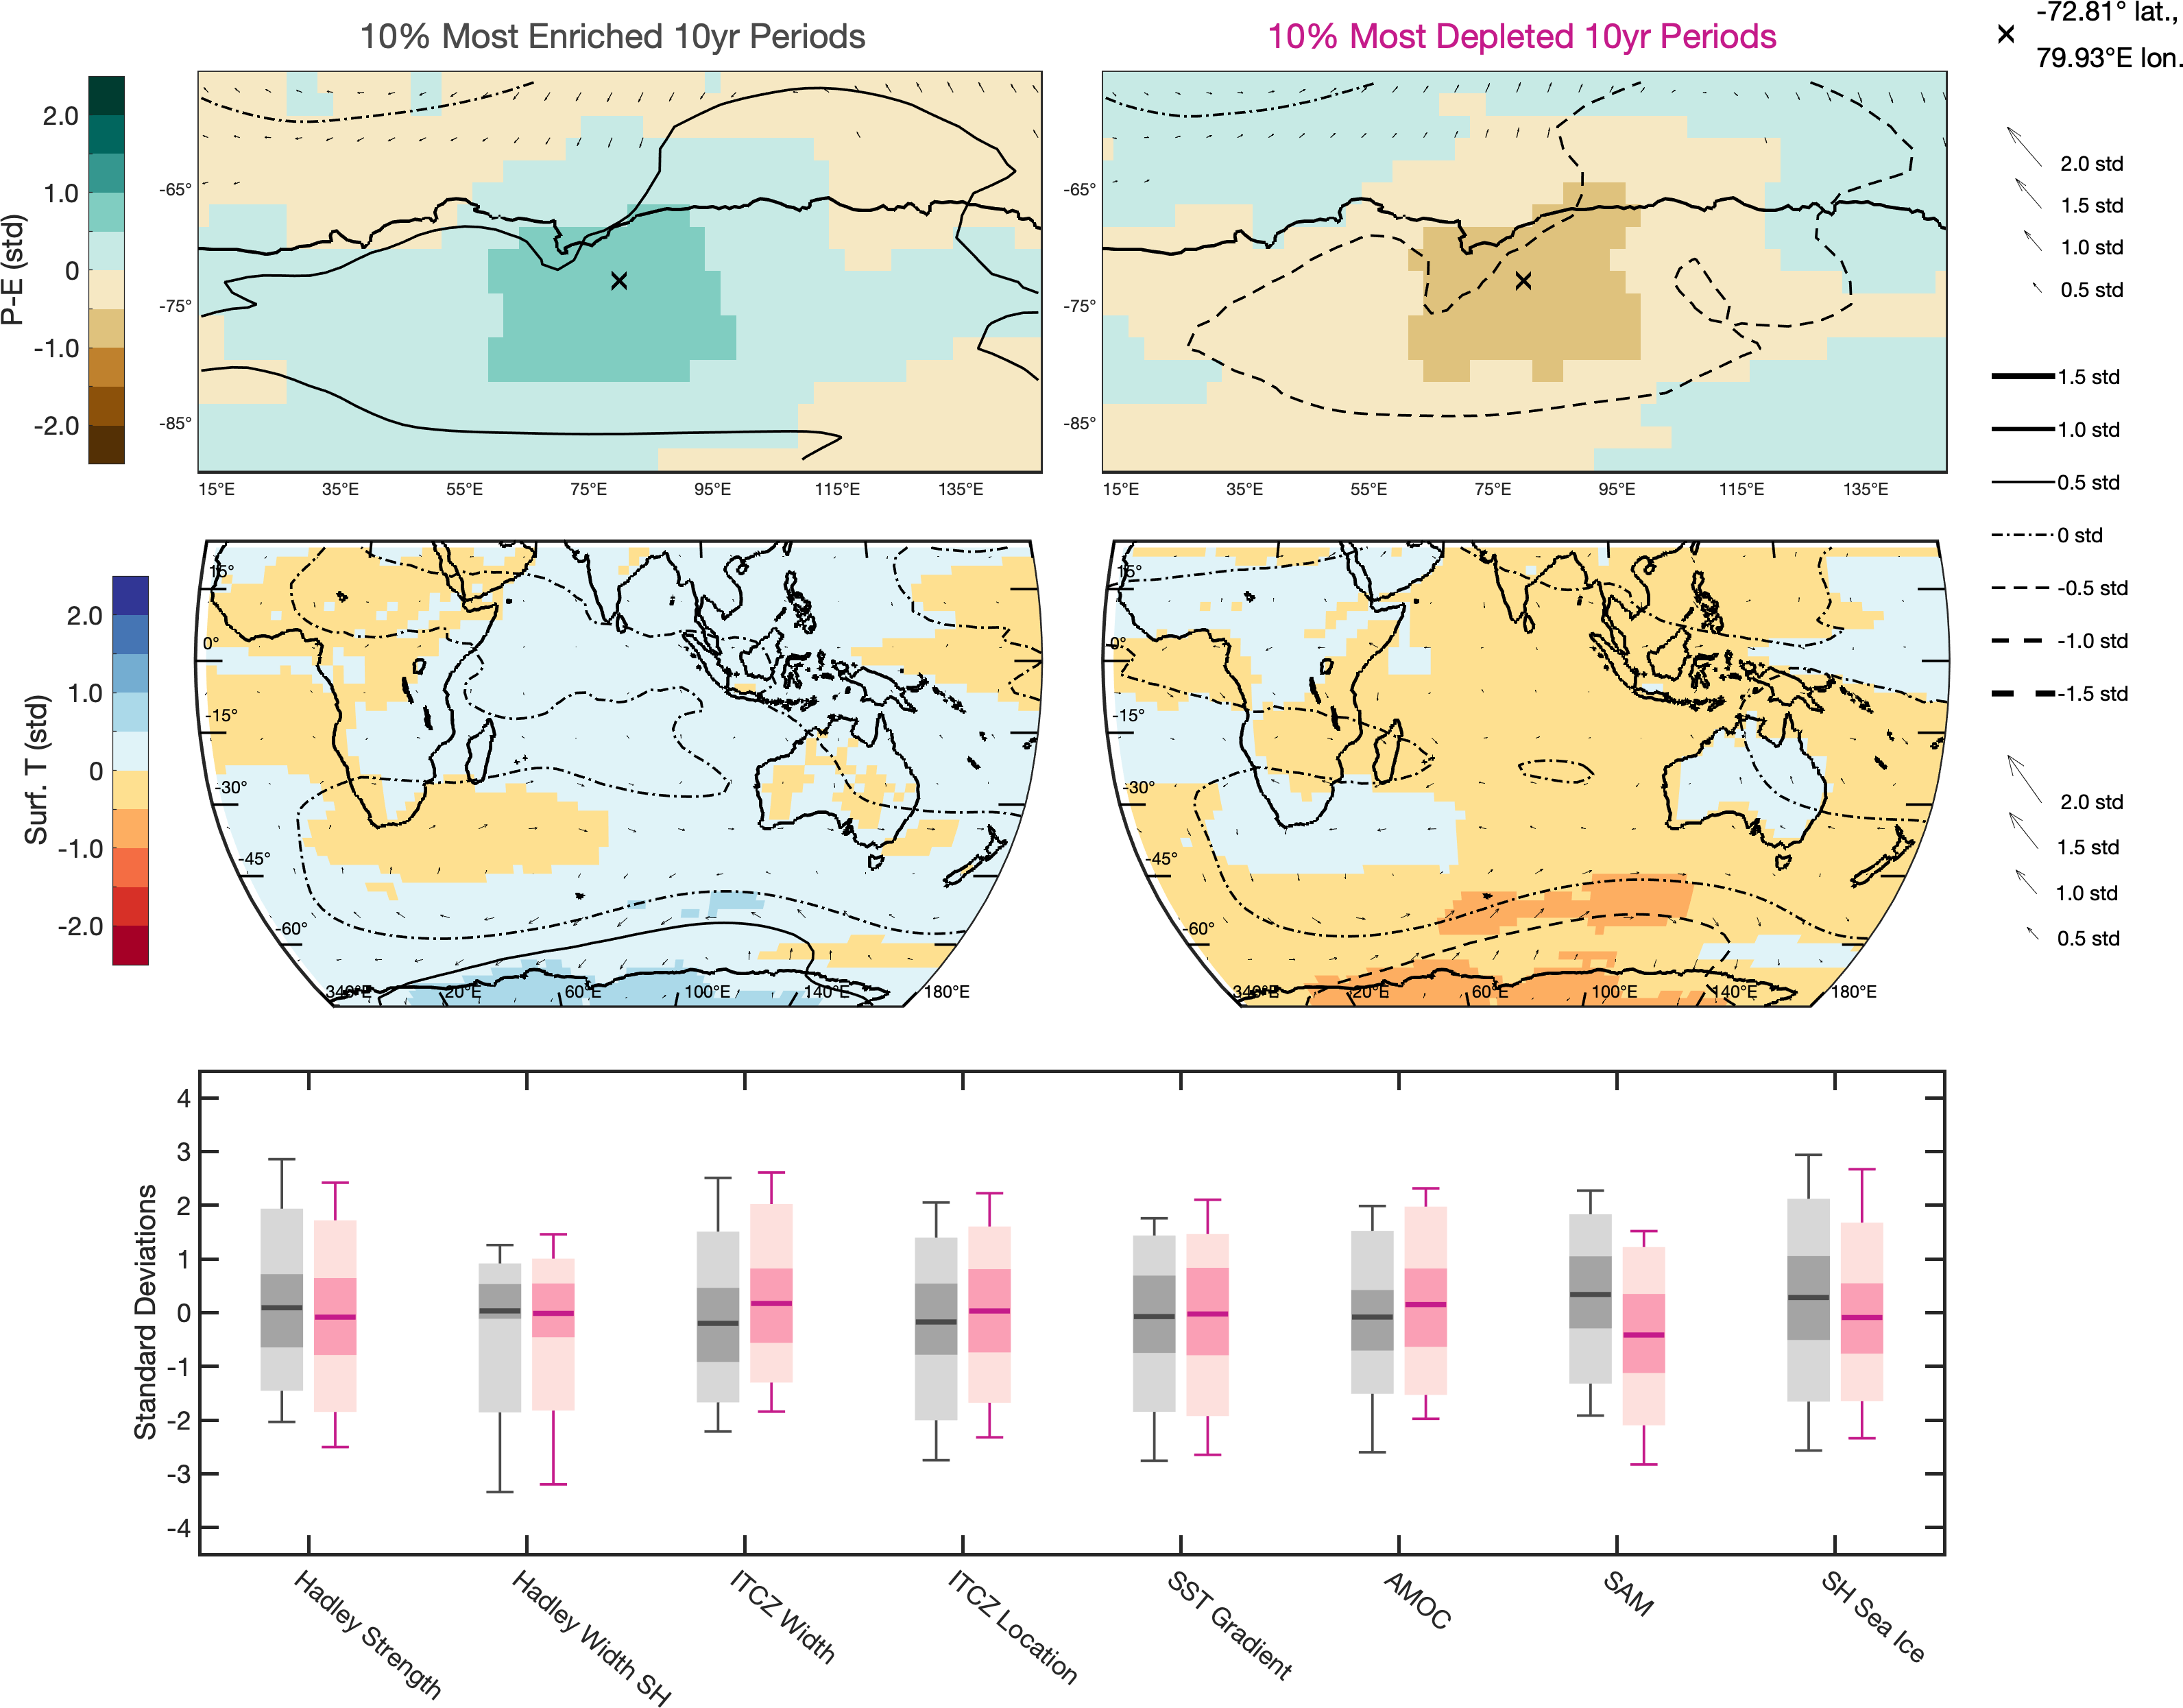 10% Most Enriched 10yr Periods
10% Most Depleted 10yr Periods
-72.81° lat.,
79.93°E lon.
P-E (std)
2.0
1.0
0
-1.0
-2.0
-65°
-75°
-85°
15°E 35°E 55°E 75°E 95°E 115°E 135°E
-65°
-75°
-85°
15°E 35°E 55°E 75°E 95°E 115°E 135°E
2.0 std
1.5 std
1.0 std
0.5 std
1.5 std
1.0 std
0.5 std
0 std
-0.5 std
-1.0 std
-1.5 std
Surf. T (std)
2.0
1.0
0
-1.0
-2.0
15°
0°
-15°
-30°
-45°
-60°
340°E 20°E 60°E 100°E 140°E 180°E
15°
0°
-15°
-30°
-45°
-60°
340°E 20°E 60°E 100°E 140°E 180°E
2.0 std
1.5 std
1.0 std
0.5 std
Standard Deviations
4
3
2
1
0
-1
-2
-3
-4
Hadley Strength
Hadley Width SH
ITCZ Width
ITCZ Location
SST Gradient
AMOC
SAM
SH Sea Ice